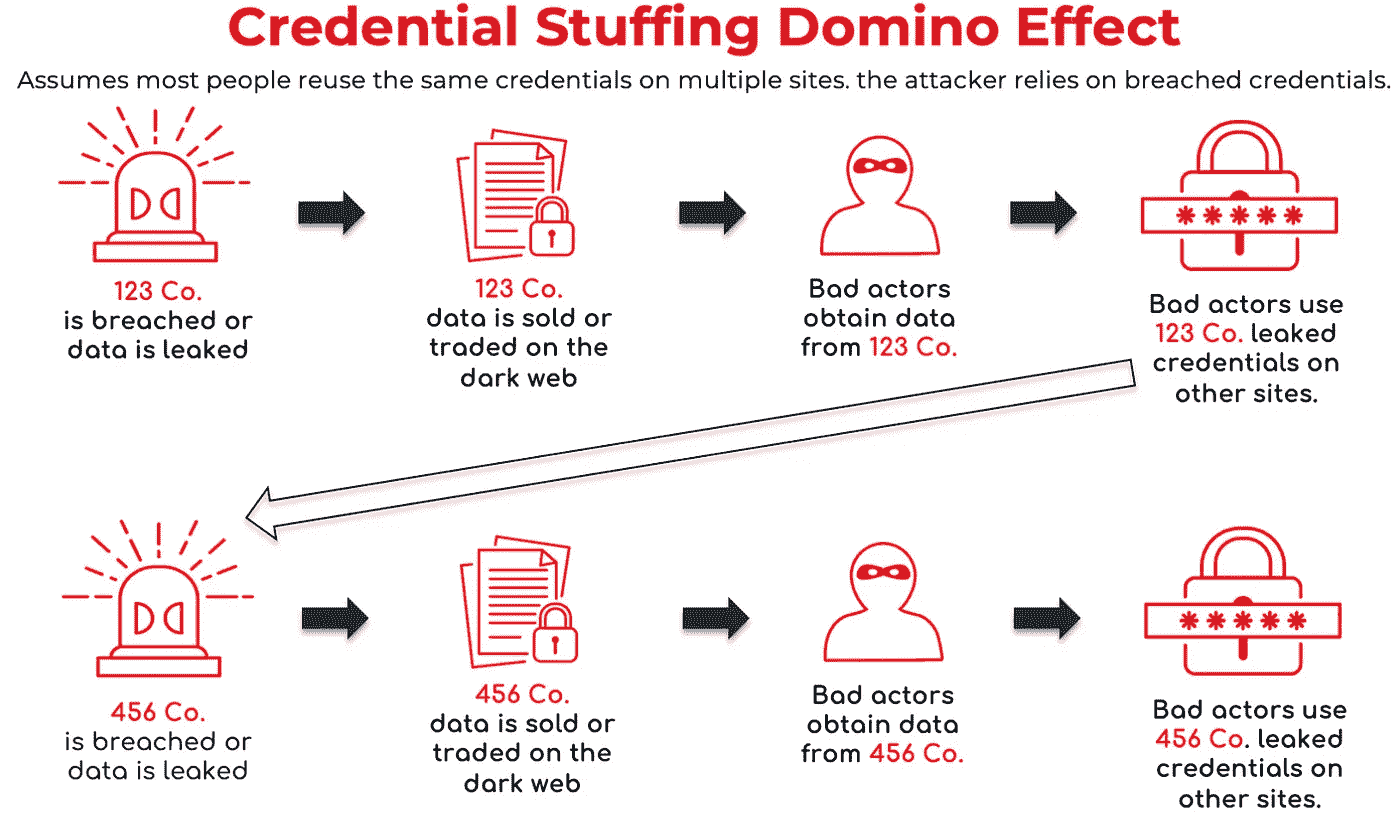 Credential Stuffing Domino Effect
Assumes most people reuse the same credentials on multiple sites. the attacker relies on breached credentials.
123 Co.
is breached or
data is leaked
123 Co.
data is sold or
traded on the
dark web
Bad actors
obtain data
from 123 Co.
*****
Bad actors use
123 Co. leaked
credentials on
other sites.
456 Co.
is breached or
data is leaked
456 Co.
data is sold or
traded on the
dark web
Bad actors
obtain data
from 456 Co.
*****
Bad actors use
456 Co. leaked
credentials on
other sites.